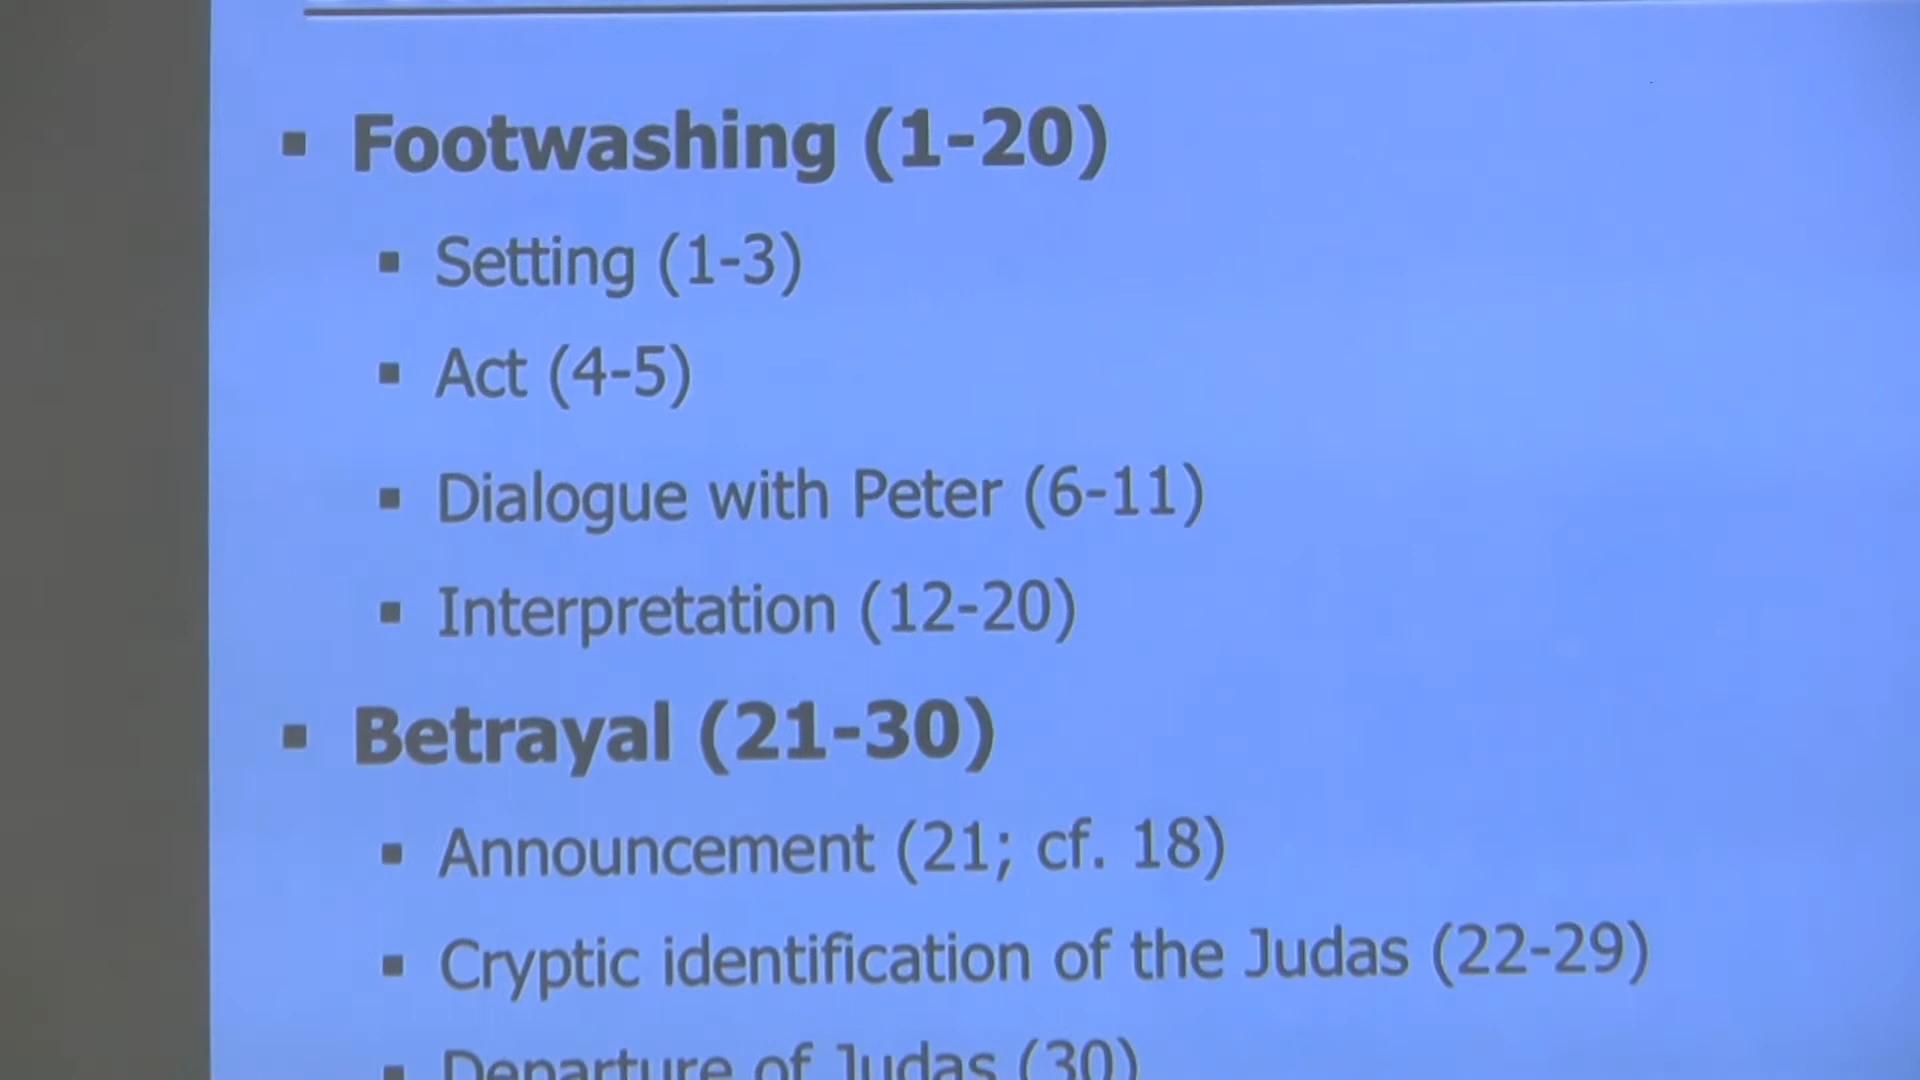 ▪ Footwashing (1-20)
▪ Setting (1-3)
▪ Act (4-5)
▪ Dialogue with Peter (6-11)
▪ Interpretation (12-20)
▪ Betrayal (21-30)
▪ Announcement (21; cf. 18)
▪ Cryptic identification of the Judas (22-29)
▪ Departure of Judas (30)